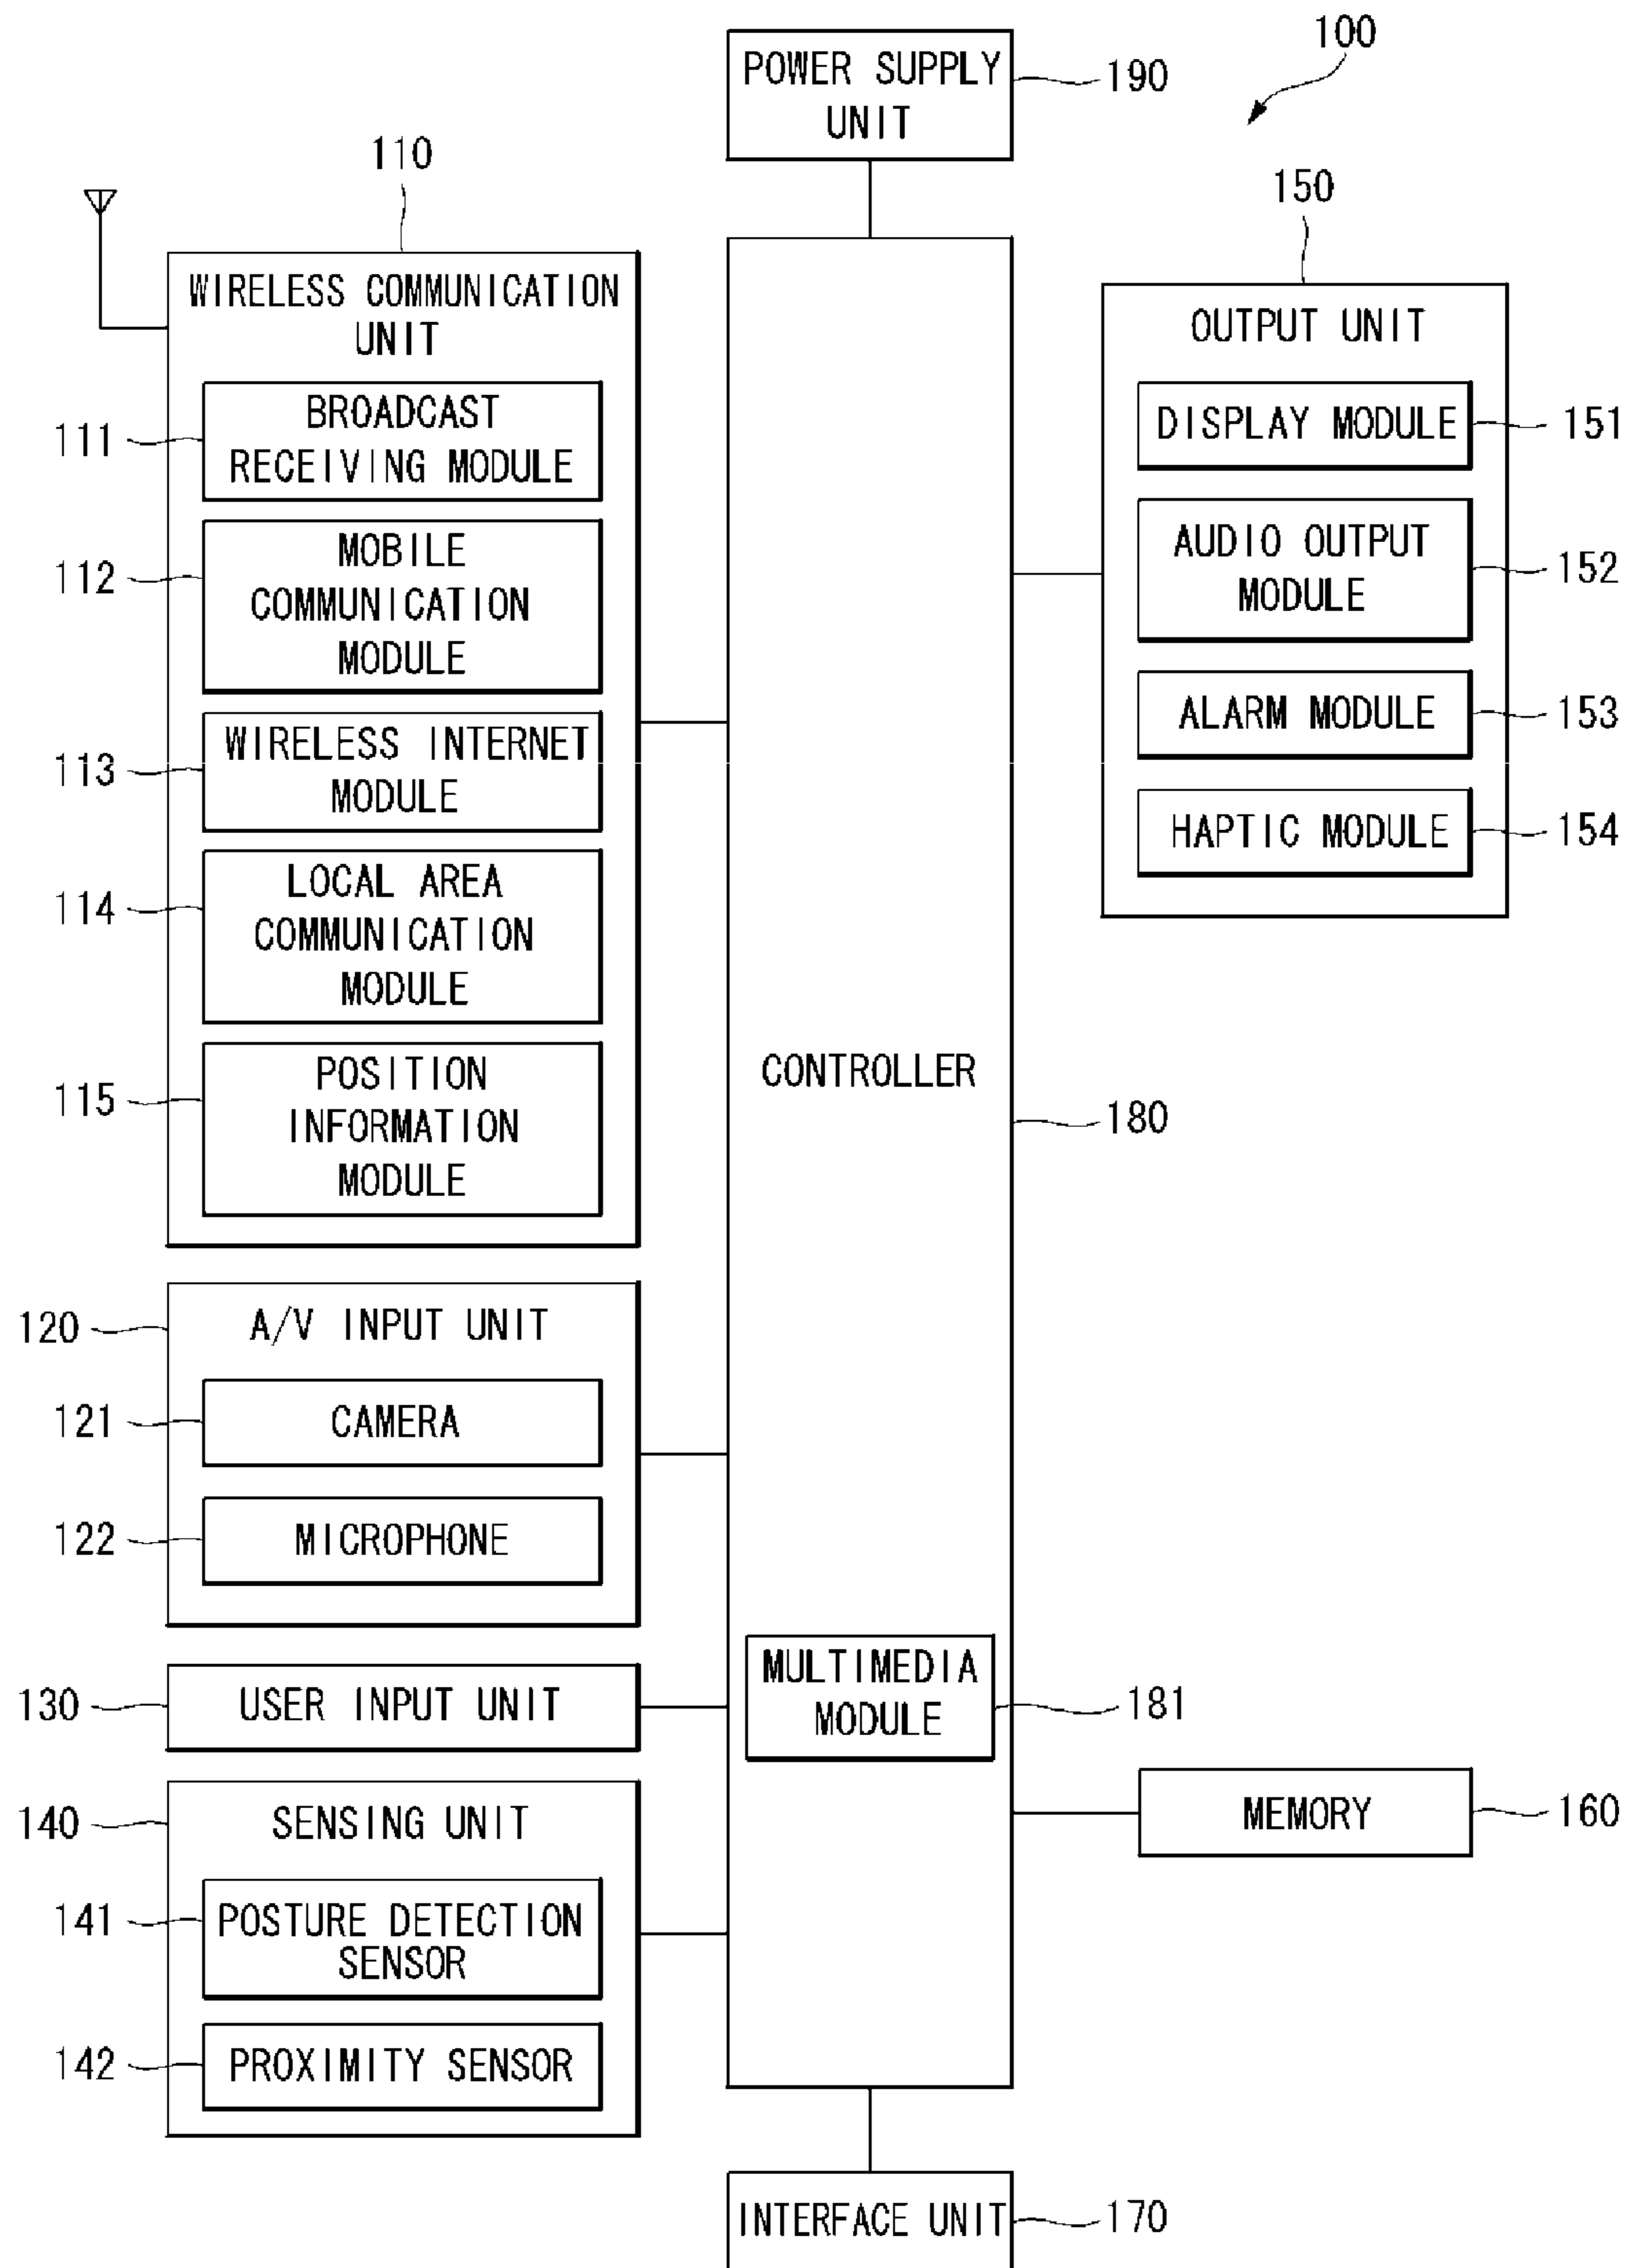 100
POWER SUPPLY
UNIT
190
110
WIRELESS COMMUNICATION
UNIT
BROADCAST
RECEIVING MODULE
111
MOBILE
COMMUNICATION
MODULE
112
WIRELESS INTERNET
MODULE
113
LOCAL AREA
COMMUNICATION
MODULE
114
POSITION
INFORMATION
MODULE
115
120
A/V INPUT UNIT
121
CAMERA
122
MICROPHONE
130
USER INPUT UNIT
140
SENSING UNIT
141
POSTURE DETECTION
SENSOR
142
PROXIMITY SENSOR
CONTROLLER
180
MULTIMEDIA
MODULE
181
150
OUTPUT UNIT
DISPLAY MODULE
151
AUDIO OUTPUT
MODULE
152
ALARM MODULE
153
HAPTIC MODULE
154
MEMORY
160
INTERFACE UNIT
170